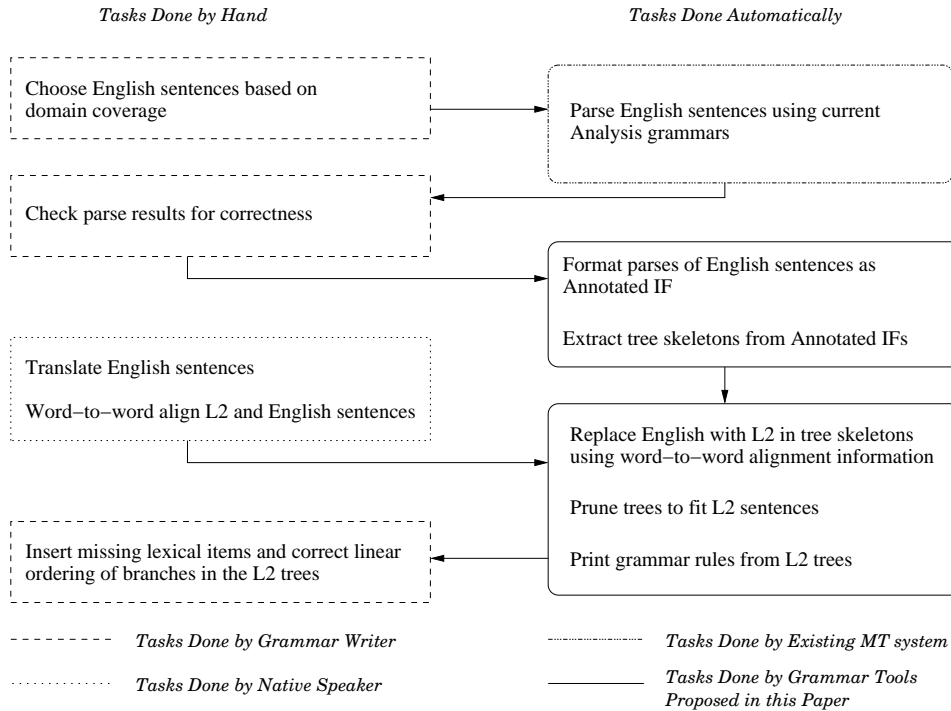 Tasks Done by Hand
Tasks Done Automatically
Choose English sentences based on
domain coverage
Parse English sentences using current
Analysis grammars
Check parse results for correctness
Format parses of English sentences as
Annotated IF
Extract tree skeletons from Annotated IFs
Translate English sentences
Word−to−word align L2 and English sentences
Replace English with L2 in tree skeletons
using word−to−word alignment information
Prune trees to fit L2 sentences
Print grammar rules from L2 trees
Insert missing lexical items and correct linear
ordering of branches in the L2 trees
Tasks Done by Grammar Writer
Tasks Done by Existing MT system
Tasks Done by Native Speaker
Tasks Done by Grammar Tools
Proposed in this Paper